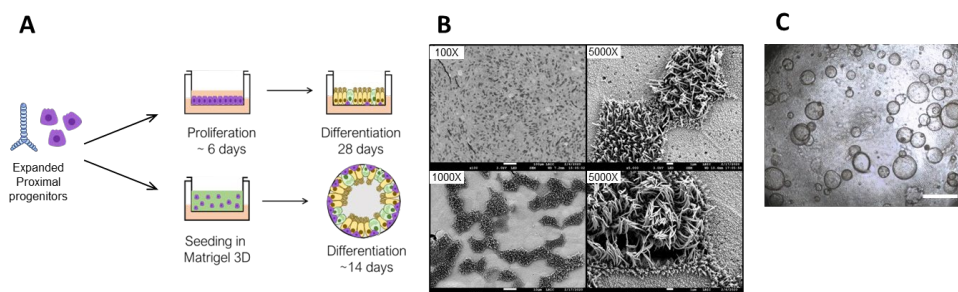 A
Expanded
Proximal
progenitors
Proliferation
~ 6 days
Differentiation
28 days
Seeding in
Matrigel 3D
Differentiation
~14 days
B
100X
5000X
1000X
5000X
C